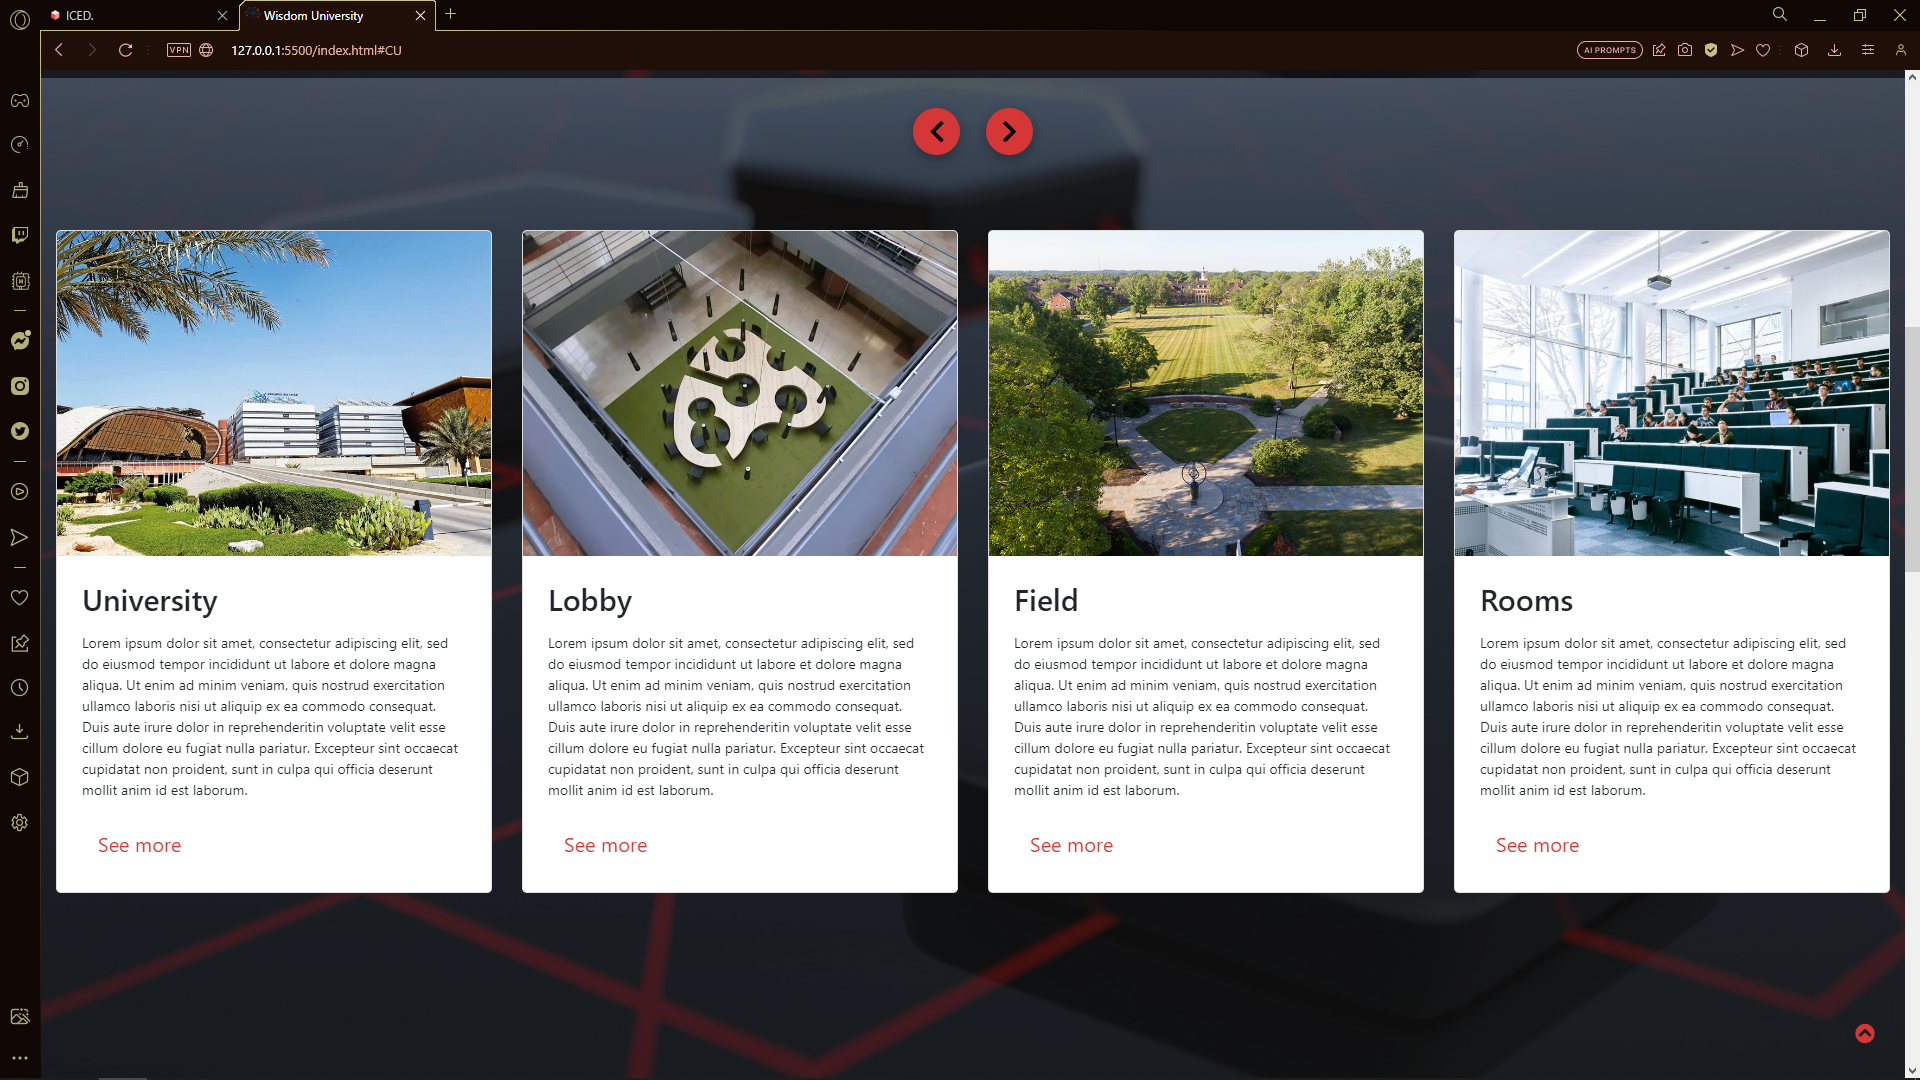 ICED.
Wisdom University
VPN
127.0.0.1:5500/index.html#CU
AI PROMPTS
University
Lorem ipsum dolor sit amet, consectetur adipiscing elit, sed
do eiusmod tempor incididunt ut labore et dolore magna
aliqua. Ut enim ad minim veniam, quis nostrud exercitation
ullamco laboris nisi ut aliquip ex ea commodo consequat.
Duis aute irure dolor in reprehenderitin voluptate velit esse
cillum dolore eu fugiat nulla pariatur. Excepteur sint occaecat
cupidatat non proident, sunt in culpa qui officia deserunt
mollit anim id est laborum.
See more
Lobby
Lorem ipsum dolor sit amet, consectetur adipiscing elit, sed
do eiusmod tempor incididunt ut labore et dolore magna
aliqua. Ut enim ad minim veniam, quis nostrud exercitation
ullamco laboris nisi ut aliquip ex ea commodo consequat.
Duis aute irure dolor in reprehenderitin voluptate velit esse
cillum dolore eu fugiat nulla pariatur. Excepteur sint occaecat
cupidatat non proident, sunt in culpa qui officia deserunt
mollit anim id est laborum.
See more
Field
Lorem ipsum dolor sit amet, consectetur adipiscing elit, sed
do eiusmod tempor incididunt ut labore et dolore magna
aliqua. Ut enim ad minim veniam, quis nostrud exercitation
ullamco laboris nisi ut aliquip ex ea commodo consequat.
Duis aute irure dolor in reprehenderitin voluptate velit esse
cillum dolore eu fugiat nulla pariatur. Excepteur sint occaecat
cupidatat non proident, sunt in culpa qui officia deserunt
mollit anim id est laborum.
See more
Rooms
Lorem ipsum dolor sit amet, consectetur adipiscing elit, sed
do eiusmod tempor incididunt ut labore et dolore magna
aliqua. Ut enim ad minim veniam, quis nostrud exercitation
ullamco laboris nisi ut aliquip ex ea commodo consequat.
Duis aute irure dolor in reprehenderitin voluptate velit esse
cillum dolore eu fugiat nulla pariatur. Excepteur sint occaecat
cupidatat non proident, sunt in culpa qui officia deserunt
mollit anim id est laborum.
See more